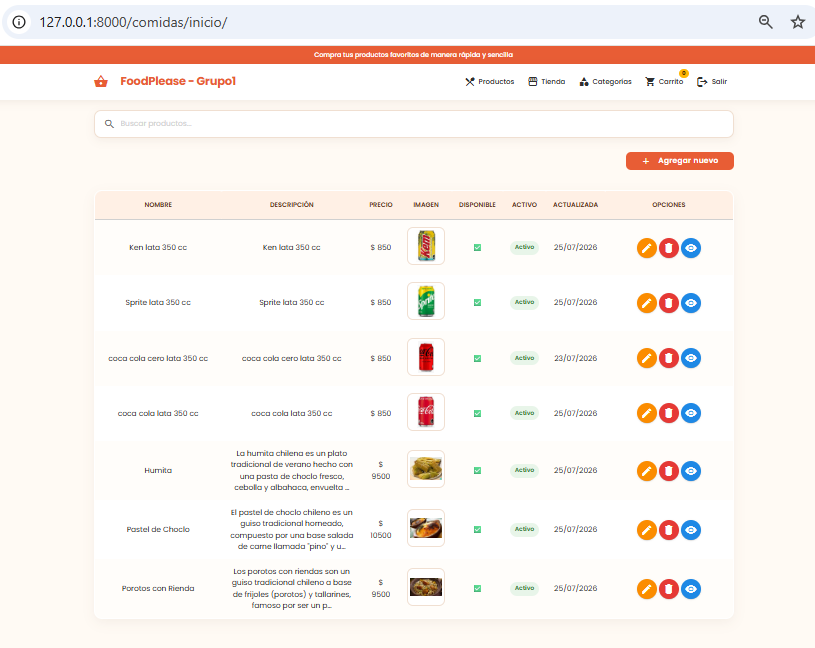 127.0.0.1:8000/comidas/inicio/
Compra tus productos favoritos de manera rápida y sencilla
FoodPlease - Grupo1
Productos
Tienda
Categorias
Carrito
0
Salir
Buscar productos...
+ Agregar nuevo
NOMBRE DESCRIPCIÓN PRECIO IMAGEN DISPONIBLE ACTIVO ACTUALIZADA OPCIONES
Ken lata 350 cc Ken lata 350 cc $ 850 Activo 25/07/2026
Sprite lata 350 cc Sprite lata 350 cc $ 850 Sprite Activo 25/07/2026
coca cola cero lata 350 cc coca cola cero lata 350 cc $ 850 Activo 23/07/2026
coca cola lata 350 cc coca cola lata 350 cc $ 850 Activo 25/07/2026
Humita
La humita chilena es un plato
tradicional de verano hecho con
una pasta de choclo fresco,
cebolla y albahaca, envuelta ...
$
9500
Activo
25/07/2026
Pastel de Choclo
El pastel de choclo chileno es un
guiso tradicional horneado,
compuesto por una base salada
de carne llamada "pino" y u...
$
10500
Activo
25/07/2026
Porotos con Rienda
Los porotos con riendas son un
guiso tradicional chileno a base
de frijoles (porotos) y tallarines,
famoso por ser un p...
$
9500
Activo
25/07/2026